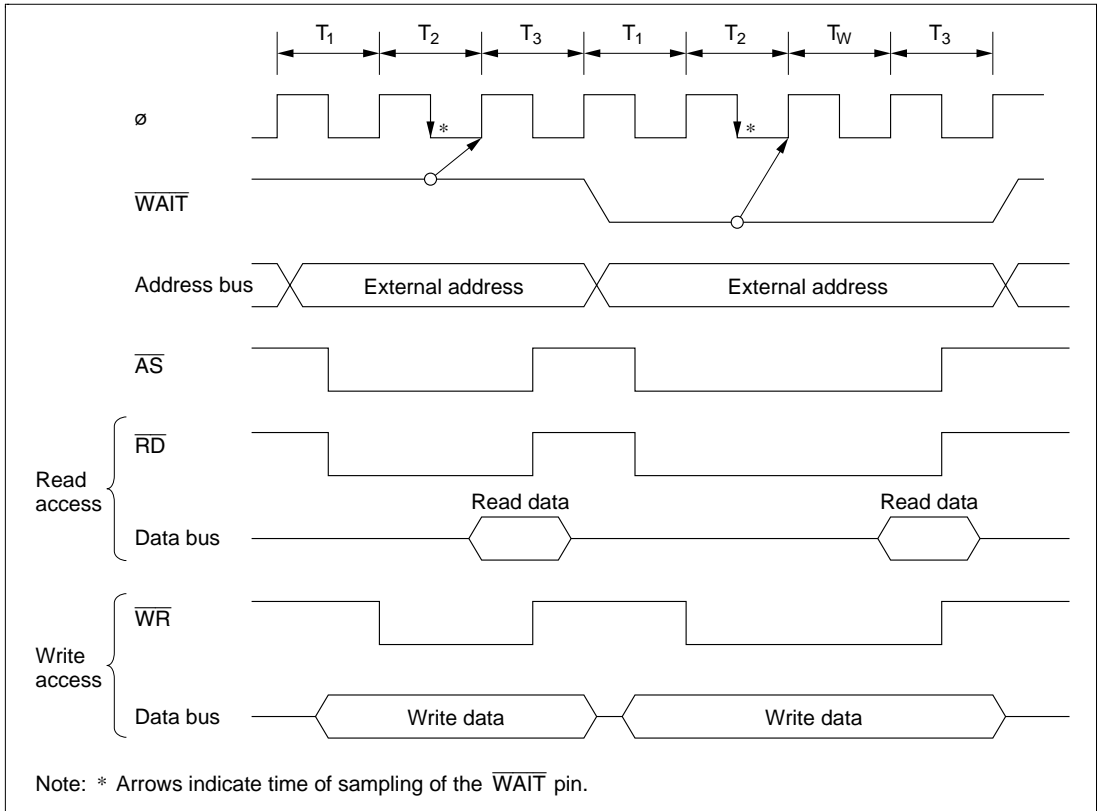 T1 T2 T3 T1 T2 TW T3
ø
* *
WAIT
Address bus External address External address
AS
RD
Read access
Read data Read data
Data bus
WR
Write access
Data bus Write data Write data
Note: * Arrows indicate time of sampling of the WAIT pin.